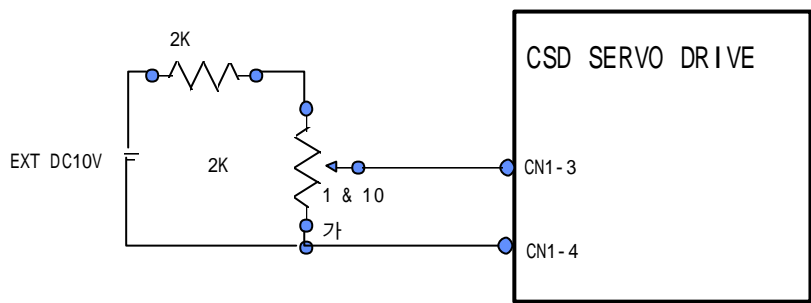 2K
CSD SERVO DRIVE
EXT DC10V
2K
CN1-3
1 & 10
가
CN1-4